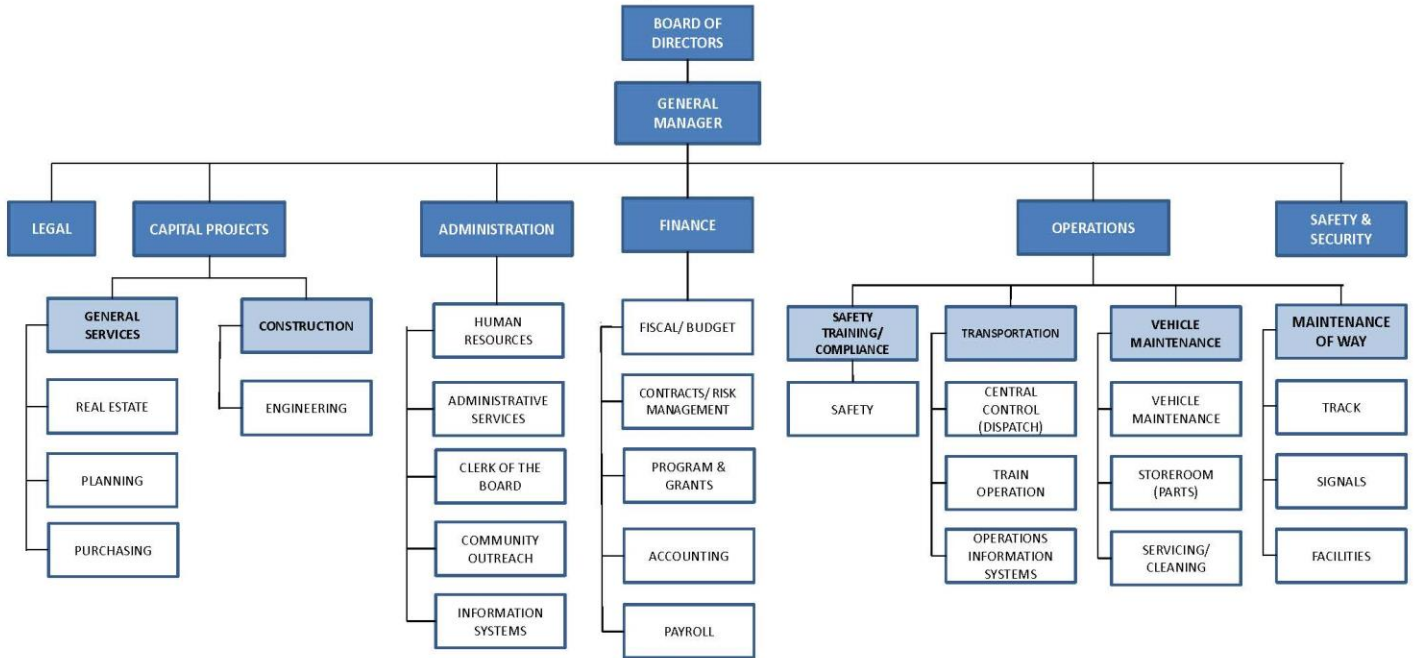 BOARD OF
DIRECTORS
GENERAL
MANAGER
LEGAL
CAPITAL PROJECTS
ADMINISTRATION
FINANCE
OPERATIONS
SAFETY &
SECURITY
GENERAL
SERVICES
REAL ESTATE
PLANNING
PURCHASING
CONSTRUCTION
ENGINEERING
HUMAN
RESOURCES
ADMINISTRATIVE
SERVICES
CLERK OF THE
BOARD
COMMUNITY
OUTREACH
INFORMATION
SYSTEMS
FISCAL/ BUDGET
CONTRACTS/ RISK
MANAGEMENT
PROGRAM &
GRANTS
ACCOUNTING
PAYROLL
SAFETY
TRAINING/
COMPLIANCE
SAFETY
TRANSPORTATION
CENTRAL
CONTROL
(DISPATCH)
TRAIN
OPERATION
OPERATIONS
INFORMATION
SYSTEMS
VEHICLE
MAINTENANCE
VEHICLE
MAINTENANCE
STOREROOM
(PARTS)
SERVICING/
CLEANING
MAINTENANCE
OF WAY
TRACK
SIGNALS
FACILITIES